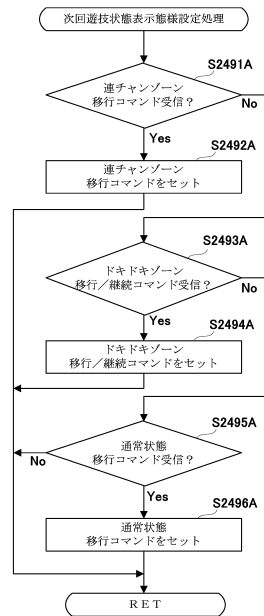 次回遊技状態表示態様設定処理
S2491A
連チャンゾーン
移行コマンド受信？
No
Yes
S2492A
連チャンゾーン
移行コマンドをセット
S2493A
ドキドキゾーン
移行／継続コマンド受信？
No
Yes
S2494A
ドキドキゾーン
移行／継続コマンドをセット
S2495A
通常状態
移行コマンド受信？
No
Yes
S2496A
通常状態
移行コマンドをセット
RET